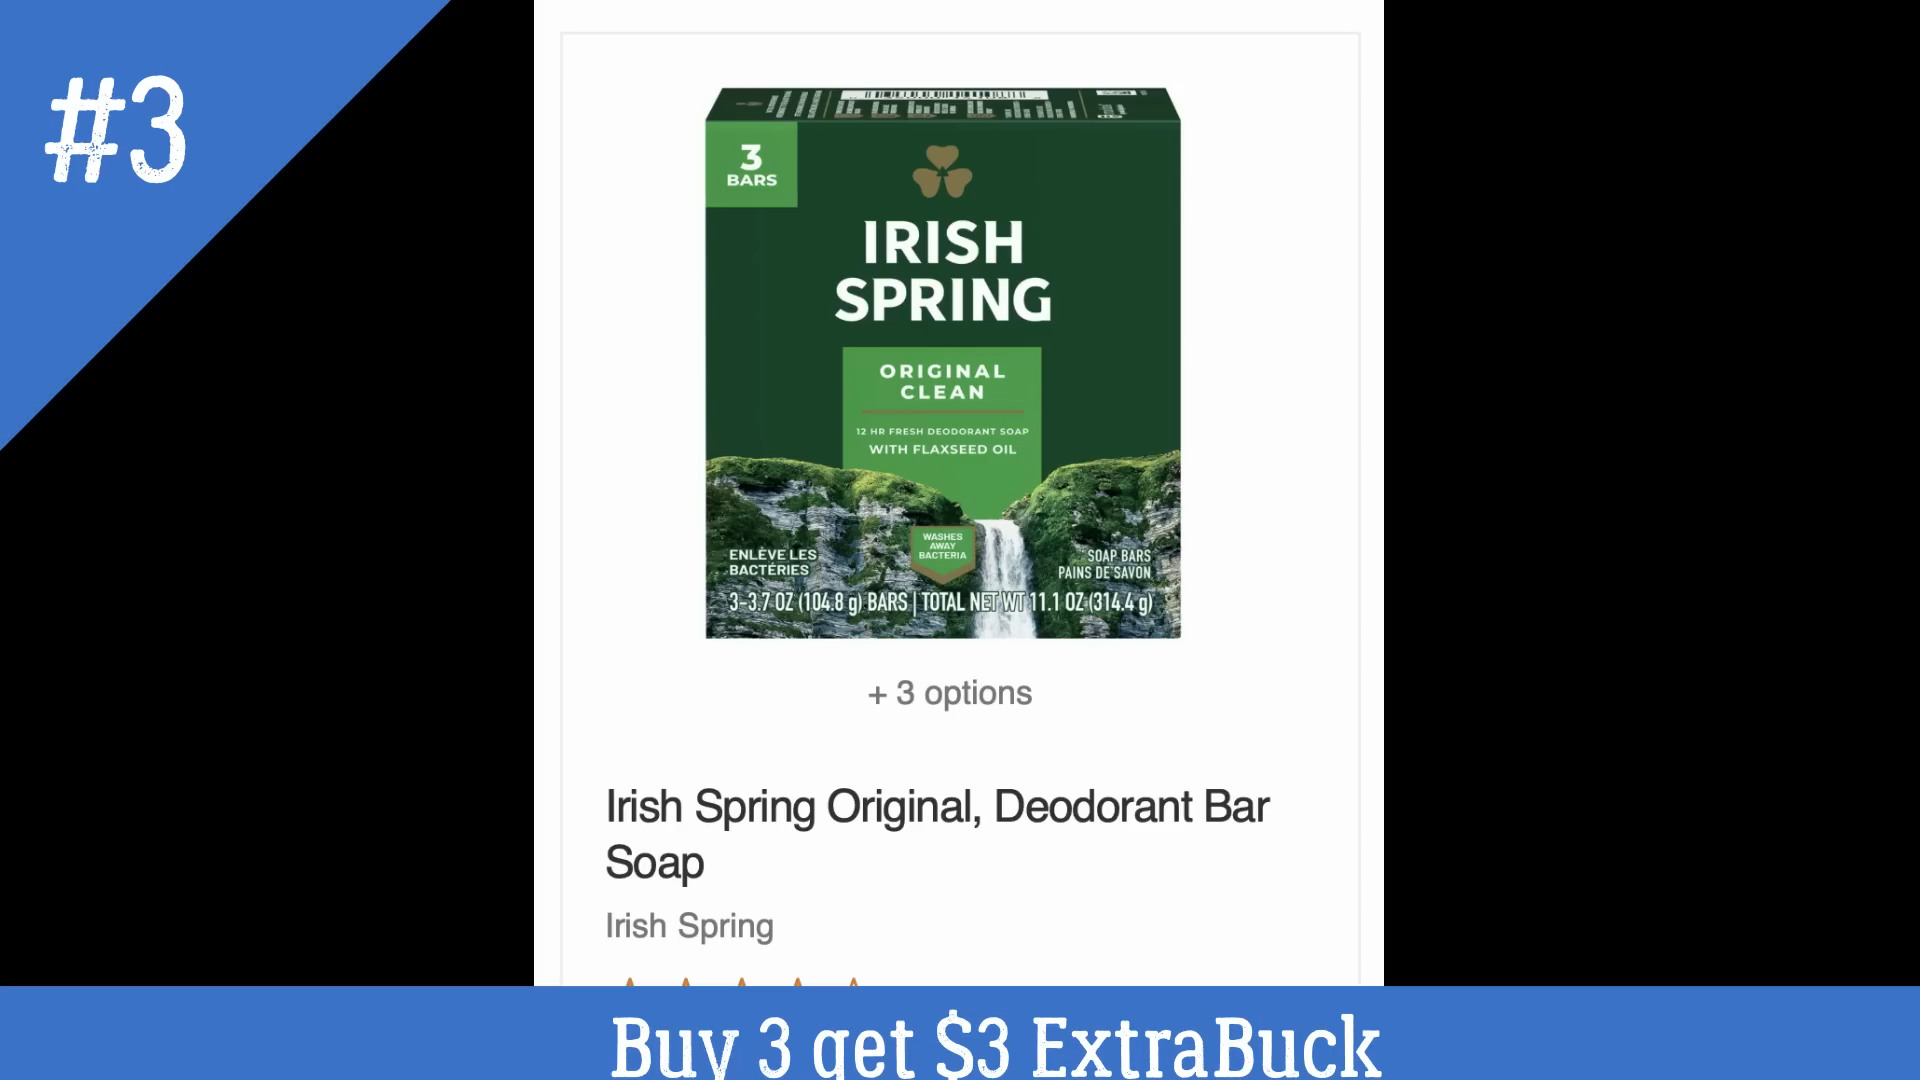 #3
3
BARS
IRISH
SPRING
ORIGINAL
CLEAN
12 HR FRESH DEODORANT SOAP
WITH FLAXSEED OIL
WASHES
AWAY
BACTERIA
ENLÈVE LES
BACTÉRIES
SOAP BARS
PAINS DE SAVON
3-3.7 OZ (104.8 g) BARS | TOTAL NET WT 11.1 OZ (314.4 g)
+ 3 options
Irish Spring Original, Deodorant Bar
Soap
Irish Spring
Buy 3 get $3 ExtraBuck